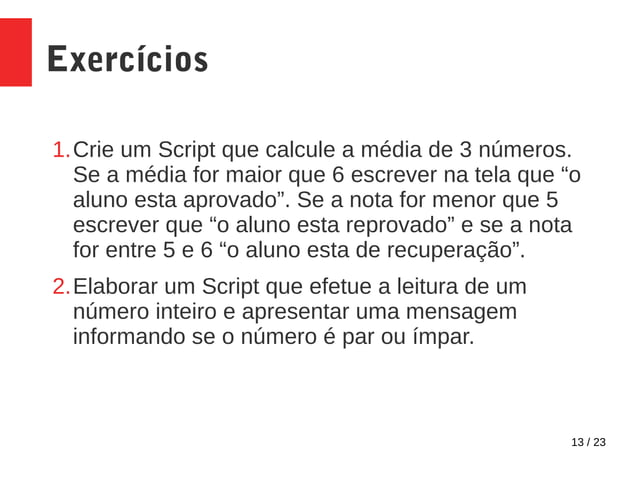 Exercícios
1.Crie um Script que calcule a média de 3 números.
Se a média for maior que 6 escrever na tela que “o
aluno esta aprovado”. Se a nota for menor que 5
escrever que “o aluno esta reprovado” e se a nota
for entre 5 e 6 “o aluno esta de recuperação”.
2.Elaborar um Script que efetue a leitura de um
número inteiro e apresentar uma mensagem
informando se o número é par ou ímpar.
13 / 23